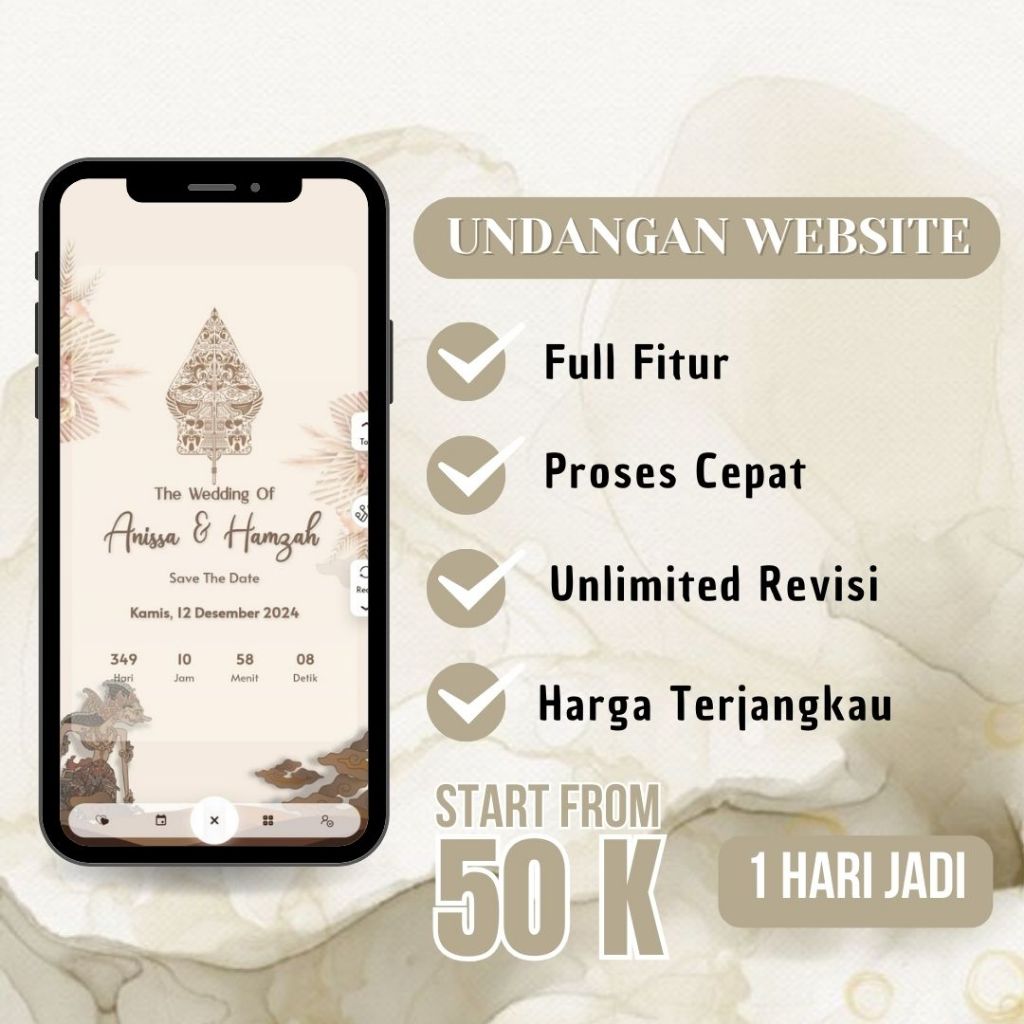 UNDANGAN WEBSITE
Full Fitur
Proses Cepat
Unlimited Revisi
Harga Terjangkau
START FROM
50 K
1 HARI JADI
The Wedding Of
Anissa & Hamzah
Save The Date
Kamis, 12 Desember 2024
349 10 58 08
Hari Jam Menit Detik